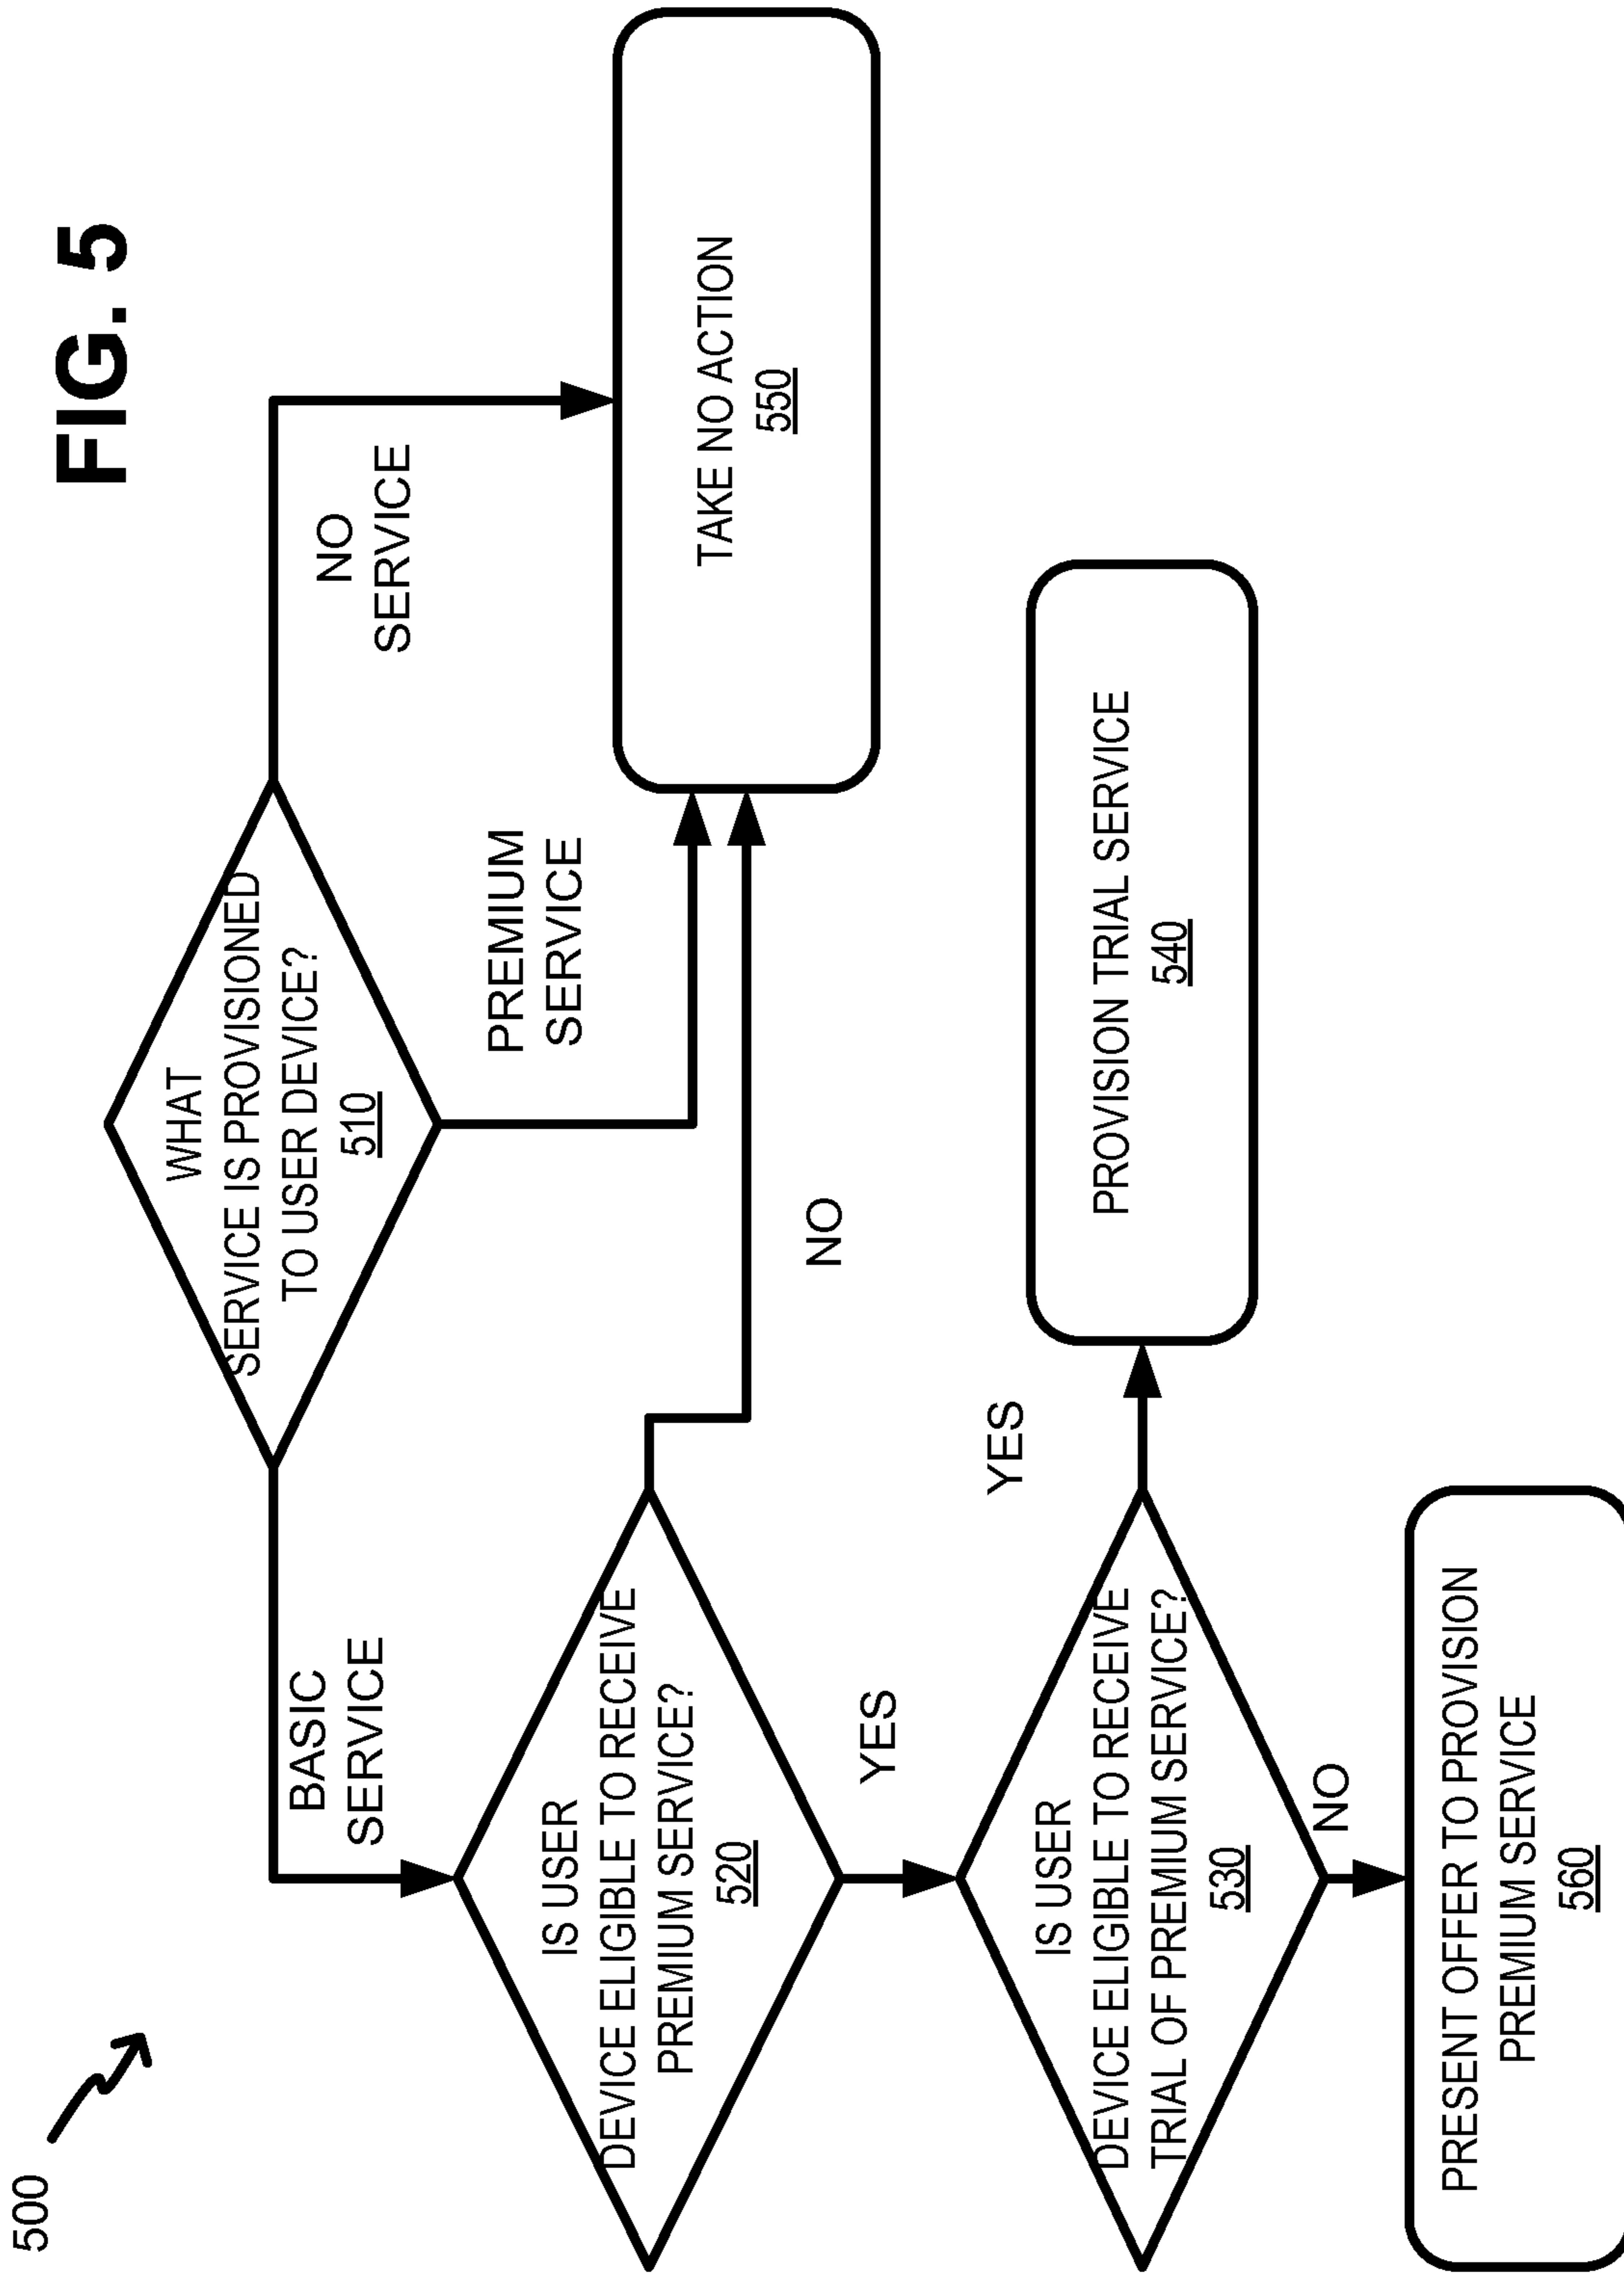 500
FIG. 5
WHAT
SERVICE IS PROVISIONED
TO USER DEVICE?
510
NO
SERVICE
BASIC
SERVICE
PREMIUM
SERVICE
IS USER
DEVICE ELIGIBLE TO RECEIVE
PREMIUM SERVICE?
520
NO
TAKE NO ACTION
550
YES
IS USER
DEVICE ELIGIBLE TO RECEIVE
TRIAL OF PREMIUM SERVICE?
530
YES
PROVISION TRIAL SERVICE
540
NO
PRESENT OFFER TO PROVISION
PREMIUM SERVICE
560